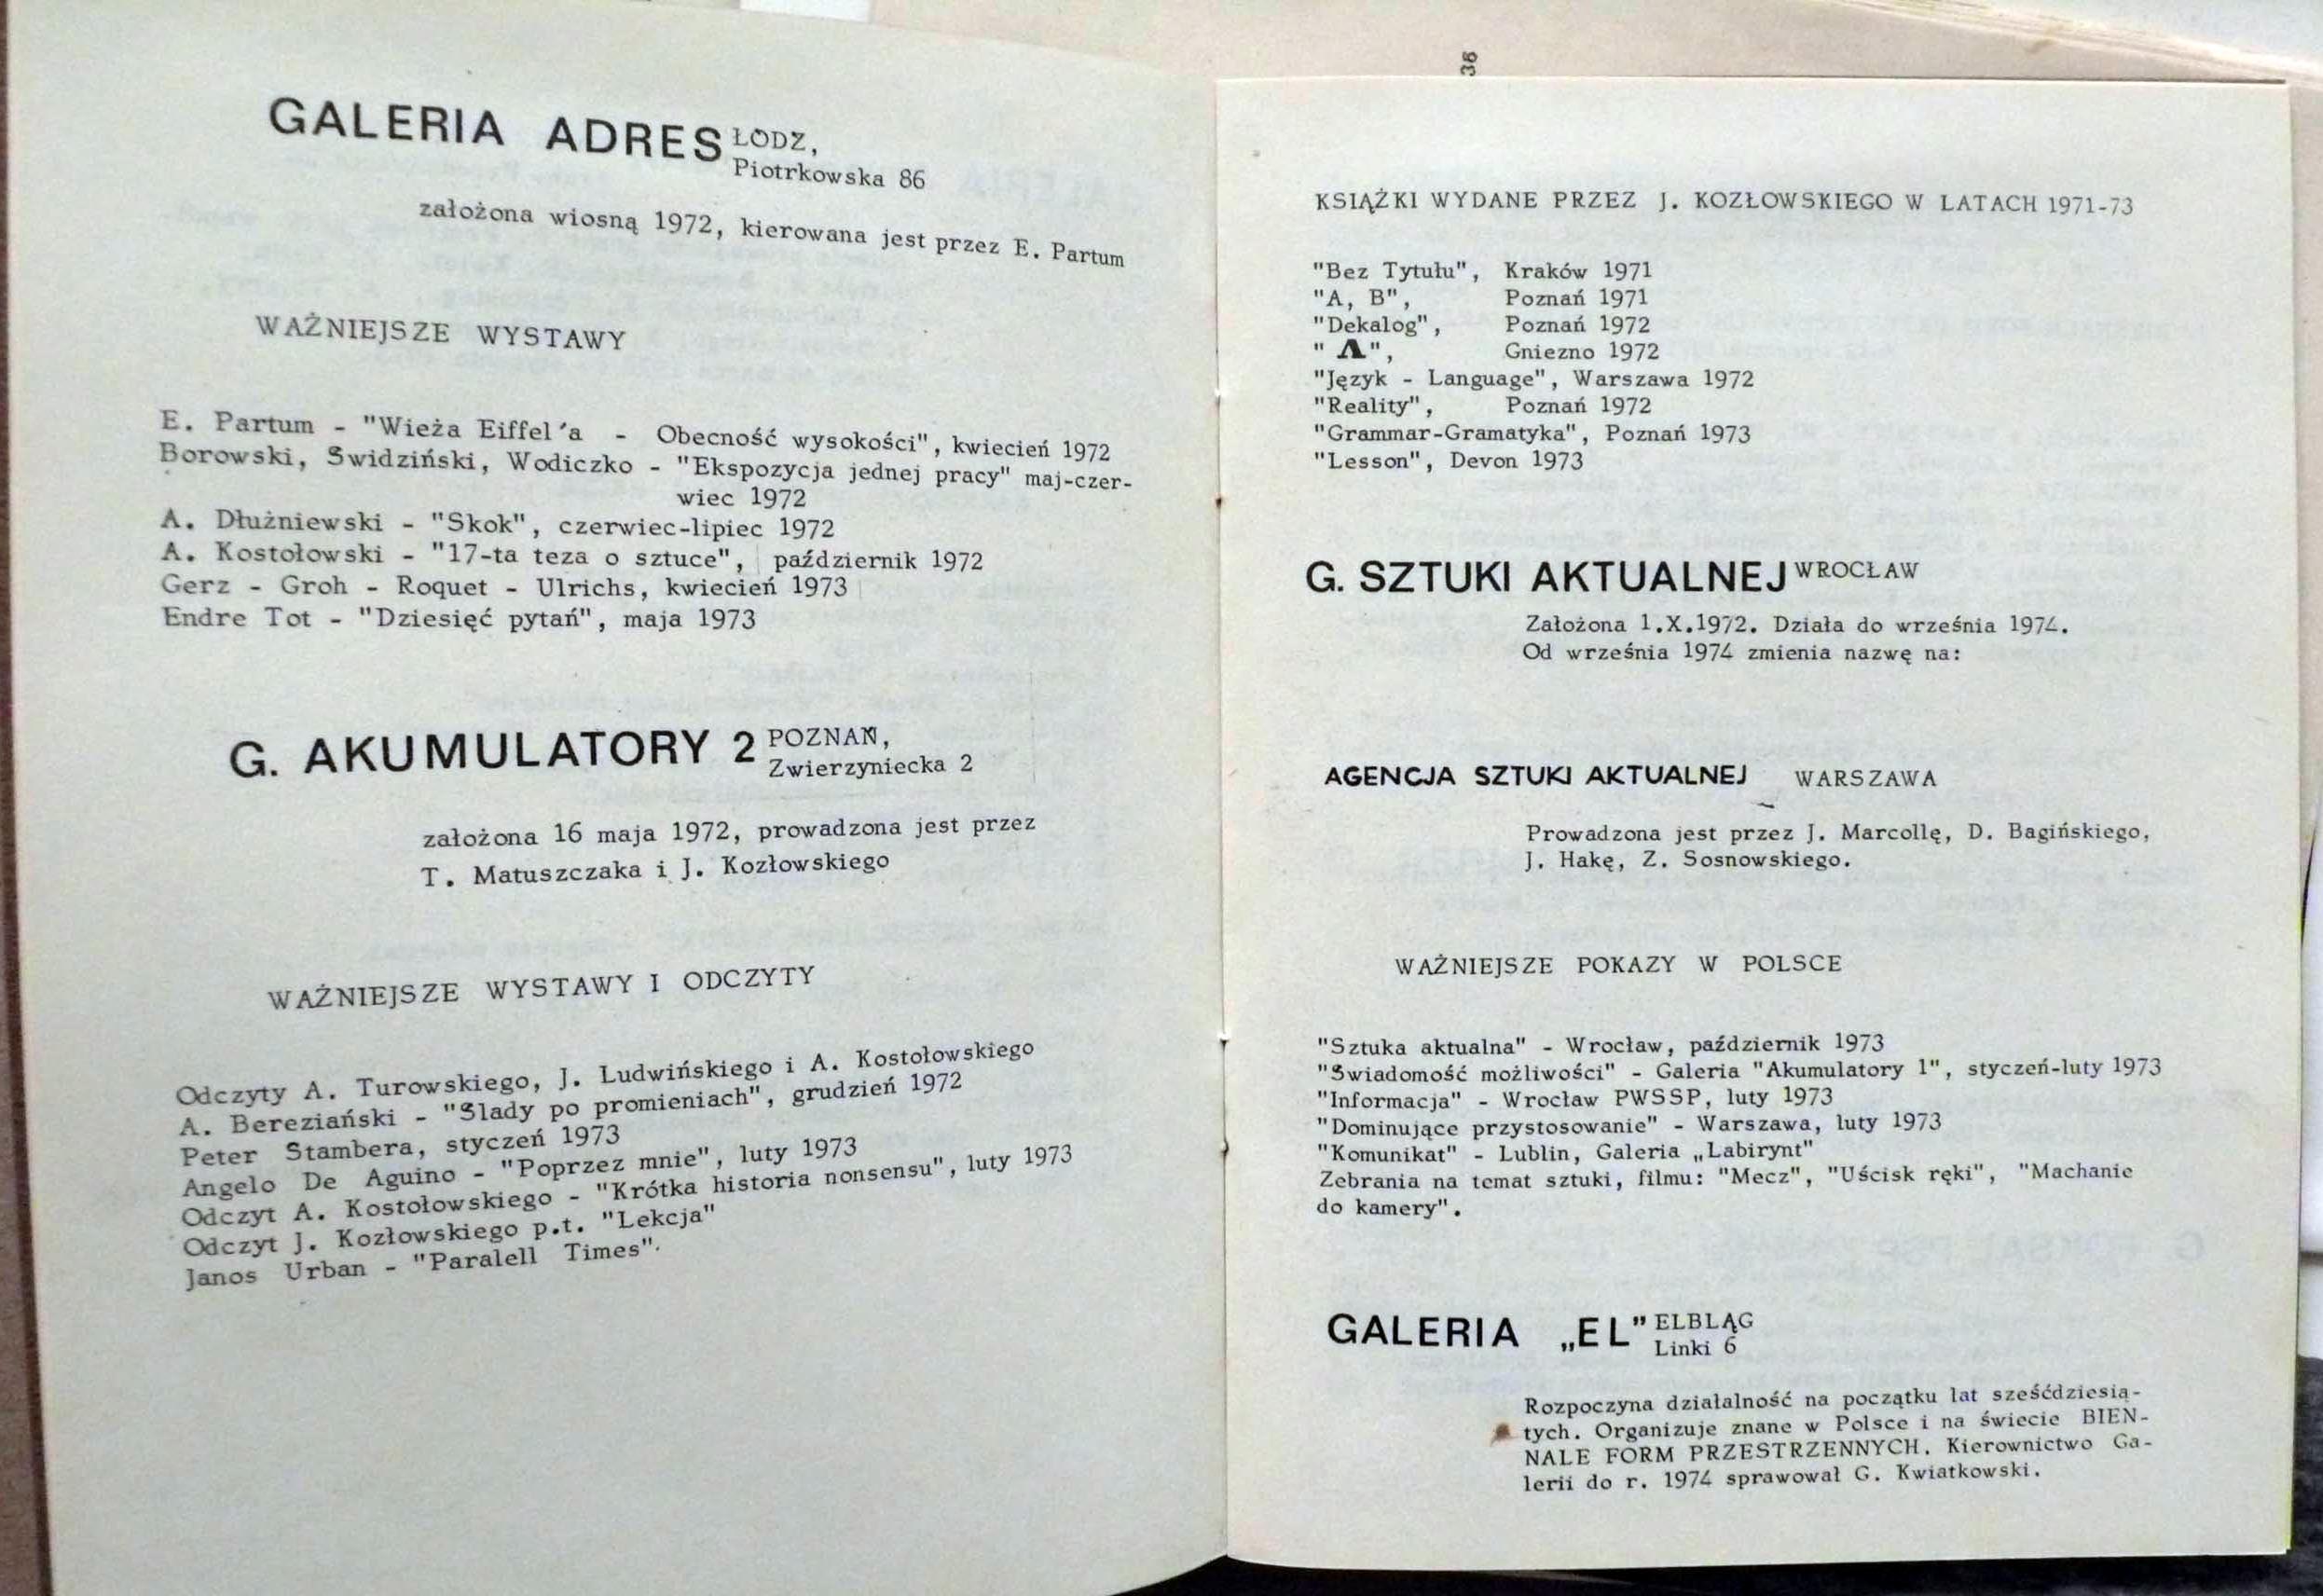 GALERIA ADRES ŁODZ,
Piotrkowska 86
założona wiosną 1972, kierowana jest przez E. Partum
WAŻNIEJSZE WYSTAWY
E. Partum - "Wieża Eiffel'a - Obecność wysokości", kwiecień 1972
Borowski, Swidziński, Wodiczko - "Ekspozycja jednej pracy" maj-czer-
wiec 1972
A. Dłużniewski - "Skok", czerwiec-lipiec 1972
A. Kostołowski - "17-ta teza o sztuce", październik 1972
Gerz - Groh - Roquet - Ulrichs, kwiecień 1973
Endre Tot - "Dziesięć pytań", maja 1973
G. AKUMULATORY 2 POZNAŃ,
Zwierzyniecka 2
założona 16 maja 1972, prowadzona jest przez
T. Matuszczaka i J. Kozłowskiego
WAŻNIEJSZE WYSTAWY I ODCZYTY
Odczyty A. Turowskiego, J. Ludwińskiego i A. Kostołowskiego
A. Bereziański - "Slady po promieniach", grudzień 1972
Peter Stambera, styczeń 1973
Angelo De Aguino - "Poprzez mnie", luty 1973
Odczyt A. Kostołowskiego - "Krótka historia nonsensu", luty 1973
Odczyt J. Kozłowskiego p.t. "Lekcja"
Janos Urban - "Paralell Times".
36
KSIĄŻKI WYDANE PRZEZ J. KOZŁOWSKIEGO W LATACH 1971-73
"Bez Tytułu", Kraków 1971
"A, B", Poznań 1971
"Dekalog", Poznań 1972
" Λ", Gniezno 1972
"Język - Language", Warszawa 1972
"Reality", Poznań 1972
"Grammar-Gramatyka", Poznań 1973
"Lesson", Devon 1973
G. SZTUKI AKTUALNEJ WROCŁAW
Założona 1.X.1972. Działa do września 1974.
Od września 1974 zmienia nazwę na:
AGENCJA SZTUKI AKTUALNEJ WARSZAWA
Prowadzona jest przez J. Marcollę, D. Bagińskiego,
J. Hakę, Z. Sosnowskiego.
WAŻNIEJSZE POKAZY W POLSCE
"Sztuka aktualna" - Wrocław, październik 1973
"Swiadomość możliwości" - Galeria "Akumulatory 1", styczeń-luty 1973
"Informacja" - Wrocław PWSSP, luty 1973
"Dominujące przystosowanie" - Warszawa, luty 1973
"Komunikat" - Lublin, Galeria „Labirynt"
Zebrania na temat sztuki, filmu: "Mecz", "Uścisk ręki", "Machanie
do kamery".
GALERIA „EL" ELBLĄG
Linki 6
Rozpoczyna działalność na początku lat sześćdziesią-
tych. Organizuje znane w Polsce i na świecie BIEN-
NALE FORM PRZESTRZENNYCH. Kierownictwo Ga-
lerii do r. 1974 sprawował G. Kwiatkowski.